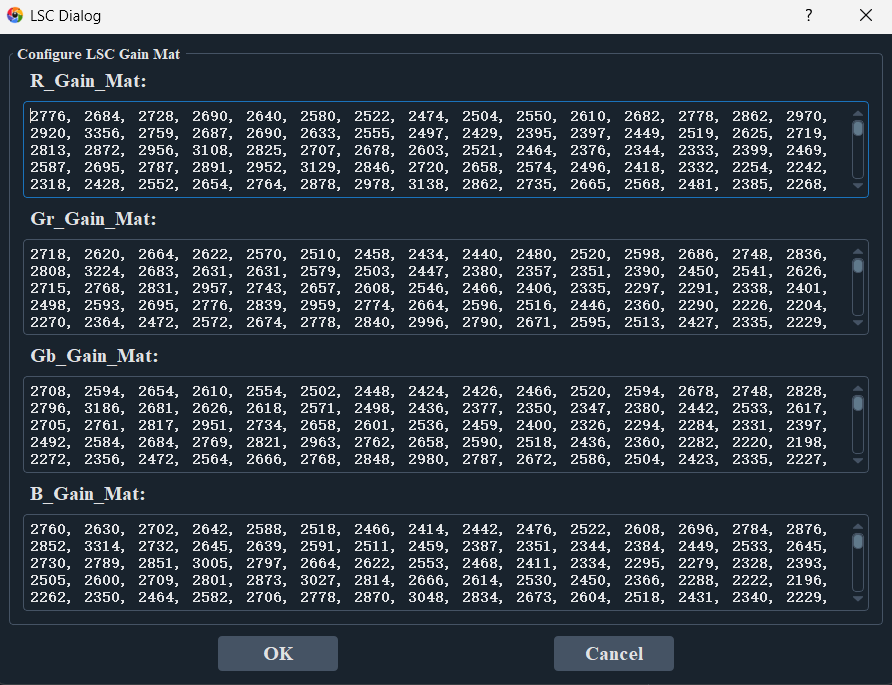 LSC Dialog
?
Configure LSC Gain Mat
R_Gain_Mat:
2776, 2684, 2728, 2690, 2640, 2580, 2522, 2474, 2504, 2550, 2610, 2682, 2778, 2862, 2970,
2920, 3356, 2759, 2687, 2690, 2633, 2555, 2497, 2429, 2395, 2397, 2449, 2519, 2625, 2719,
2813, 2872, 2956, 3108, 2825, 2707, 2678, 2603, 2521, 2464, 2376, 2344, 2333, 2399, 2469,
2587, 2695, 2787, 2891, 2952, 3129, 2846, 2720, 2658, 2574, 2496, 2418, 2332, 2254, 2242,
2318, 2428, 2552, 2654, 2764, 2878, 2978, 3138, 2862, 2735, 2665, 2568, 2481, 2385, 2268,
Gr_Gain_Mat:
2718, 2620, 2664, 2622, 2570, 2510, 2458, 2434, 2440, 2480, 2520, 2598, 2686, 2748, 2836,
2808, 3224, 2683, 2631, 2631, 2579, 2503, 2447, 2380, 2357, 2351, 2390, 2450, 2541, 2626,
2715, 2768, 2831, 2957, 2743, 2657, 2608, 2546, 2466, 2406, 2335, 2297, 2291, 2338, 2401,
2498, 2593, 2695, 2776, 2839, 2959, 2774, 2664, 2596, 2516, 2446, 2360, 2290, 2226, 2204,
2270, 2364, 2472, 2572, 2674, 2778, 2840, 2996, 2790, 2671, 2595, 2513, 2427, 2335, 2229,
Gb_Gain_Mat:
2708, 2594, 2654, 2610, 2554, 2502, 2448, 2424, 2426, 2466, 2520, 2594, 2678, 2748, 2828,
2796, 3186, 2681, 2626, 2618, 2571, 2498, 2436, 2377, 2350, 2347, 2380, 2442, 2533, 2617,
2705, 2761, 2817, 2951, 2734, 2658, 2601, 2536, 2459, 2400, 2326, 2294, 2284, 2331, 2397,
2492, 2584, 2684, 2769, 2821, 2963, 2762, 2658, 2590, 2518, 2436, 2360, 2282, 2220, 2198,
2272, 2356, 2472, 2564, 2666, 2768, 2848, 2980, 2787, 2672, 2586, 2504, 2423, 2335, 2227,
B_Gain_Mat:
2760, 2630, 2702, 2642, 2588, 2518, 2466, 2414, 2442, 2476, 2522, 2608, 2696, 2784, 2876,
2852, 3314, 2732, 2645, 2639, 2591, 2511, 2459, 2387, 2351, 2344, 2384, 2449, 2533, 2645,
2730, 2789, 2851, 3005, 2797, 2664, 2622, 2553, 2468, 2411, 2334, 2295, 2279, 2328, 2393,
2505, 2600, 2709, 2801, 2873, 3027, 2814, 2666, 2614, 2530, 2450, 2366, 2288, 2222, 2196,
2262, 2350, 2464, 2582, 2706, 2778, 2870, 3048, 2834, 2673, 2604, 2518, 2431, 2340, 2229,
OK
Cancel